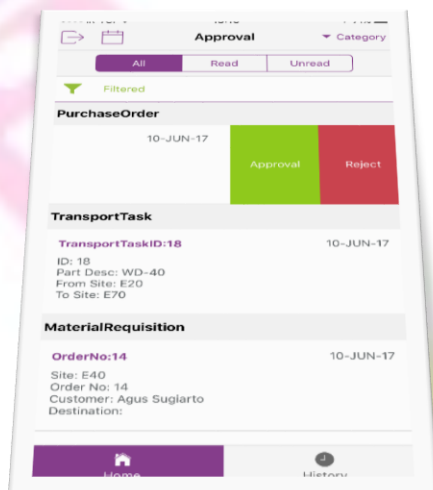 Approval
Category
All Read Unread
Filtered
PurchaseOrder
10-JUN-17
Approval Reject
TransportTask
TransportTaskID:18 10-JUN-17
ID: 18
Part Desc: WD-40
From Site: E20
To Site: E70
MaterialRequisition
OrderNo:14 10-JUN-17
Site: E40
Order No: 14
Customer: Agus Sugiarto
Destination:
Home History